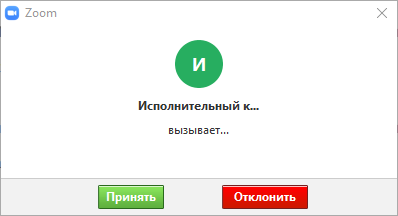 Zoom
И
Исполнительный к...
вызывает...
Принять
Отклонить